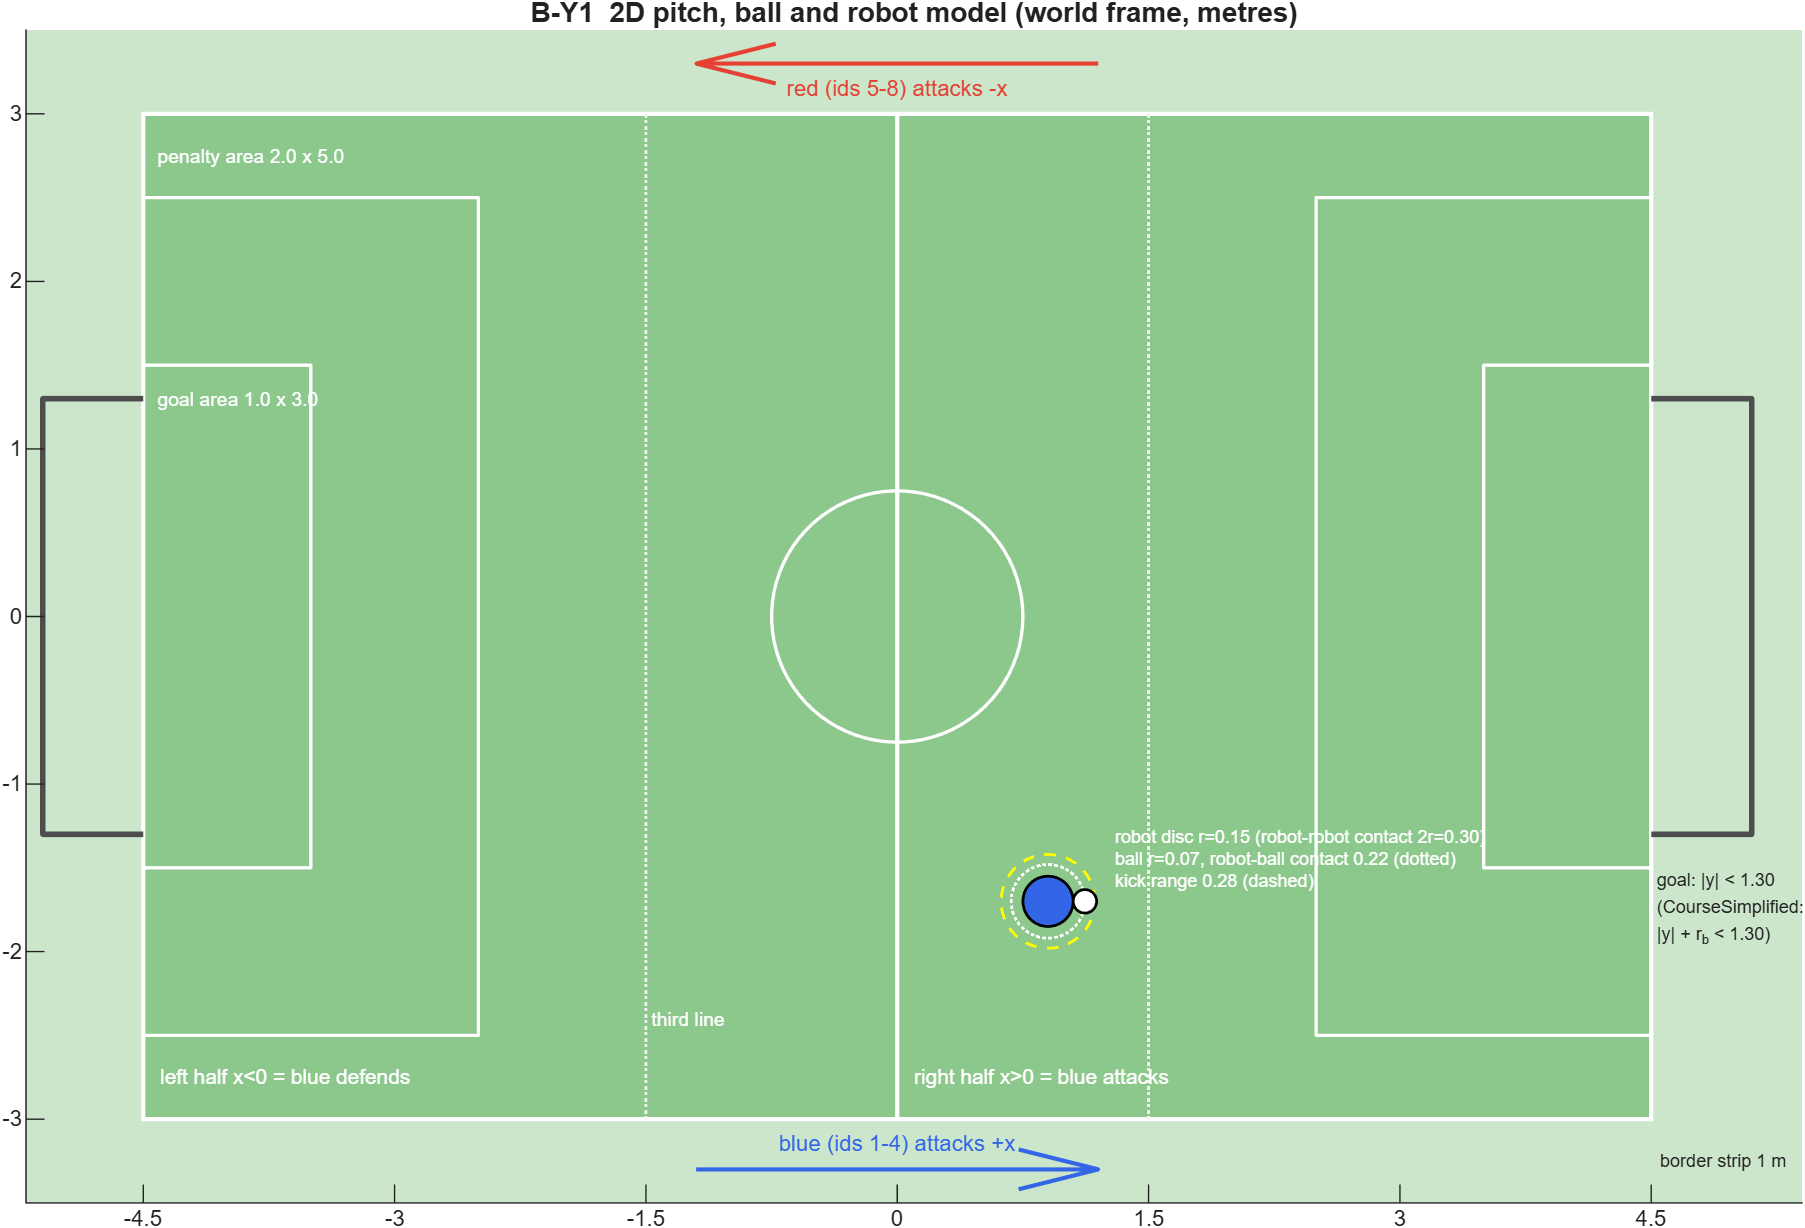 B-Y1 2D pitch, ball and robot model (world frame, metres)
red (ids 5-8) attacks -x
3
penalty area 2.0 x 5.0
2
goal area 1.0 x 3.0
1
0
-1
robot disc r=0.15 (robot-robot contact 2r=0.30)
ball r=0.07, robot-ball contact 0.22 (dotted)
kick range 0.28 (dashed)
goal: |y| < 1.30
(CourseSimplified:
|y| + rb < 1.30)
-2
third line
left half x<0 = blue defends
right half x>0 = blue attacks
-3
blue (ids 1-4) attacks +x
border strip 1 m
-4.5 -3 -1.5 0 1.5 3 4.5